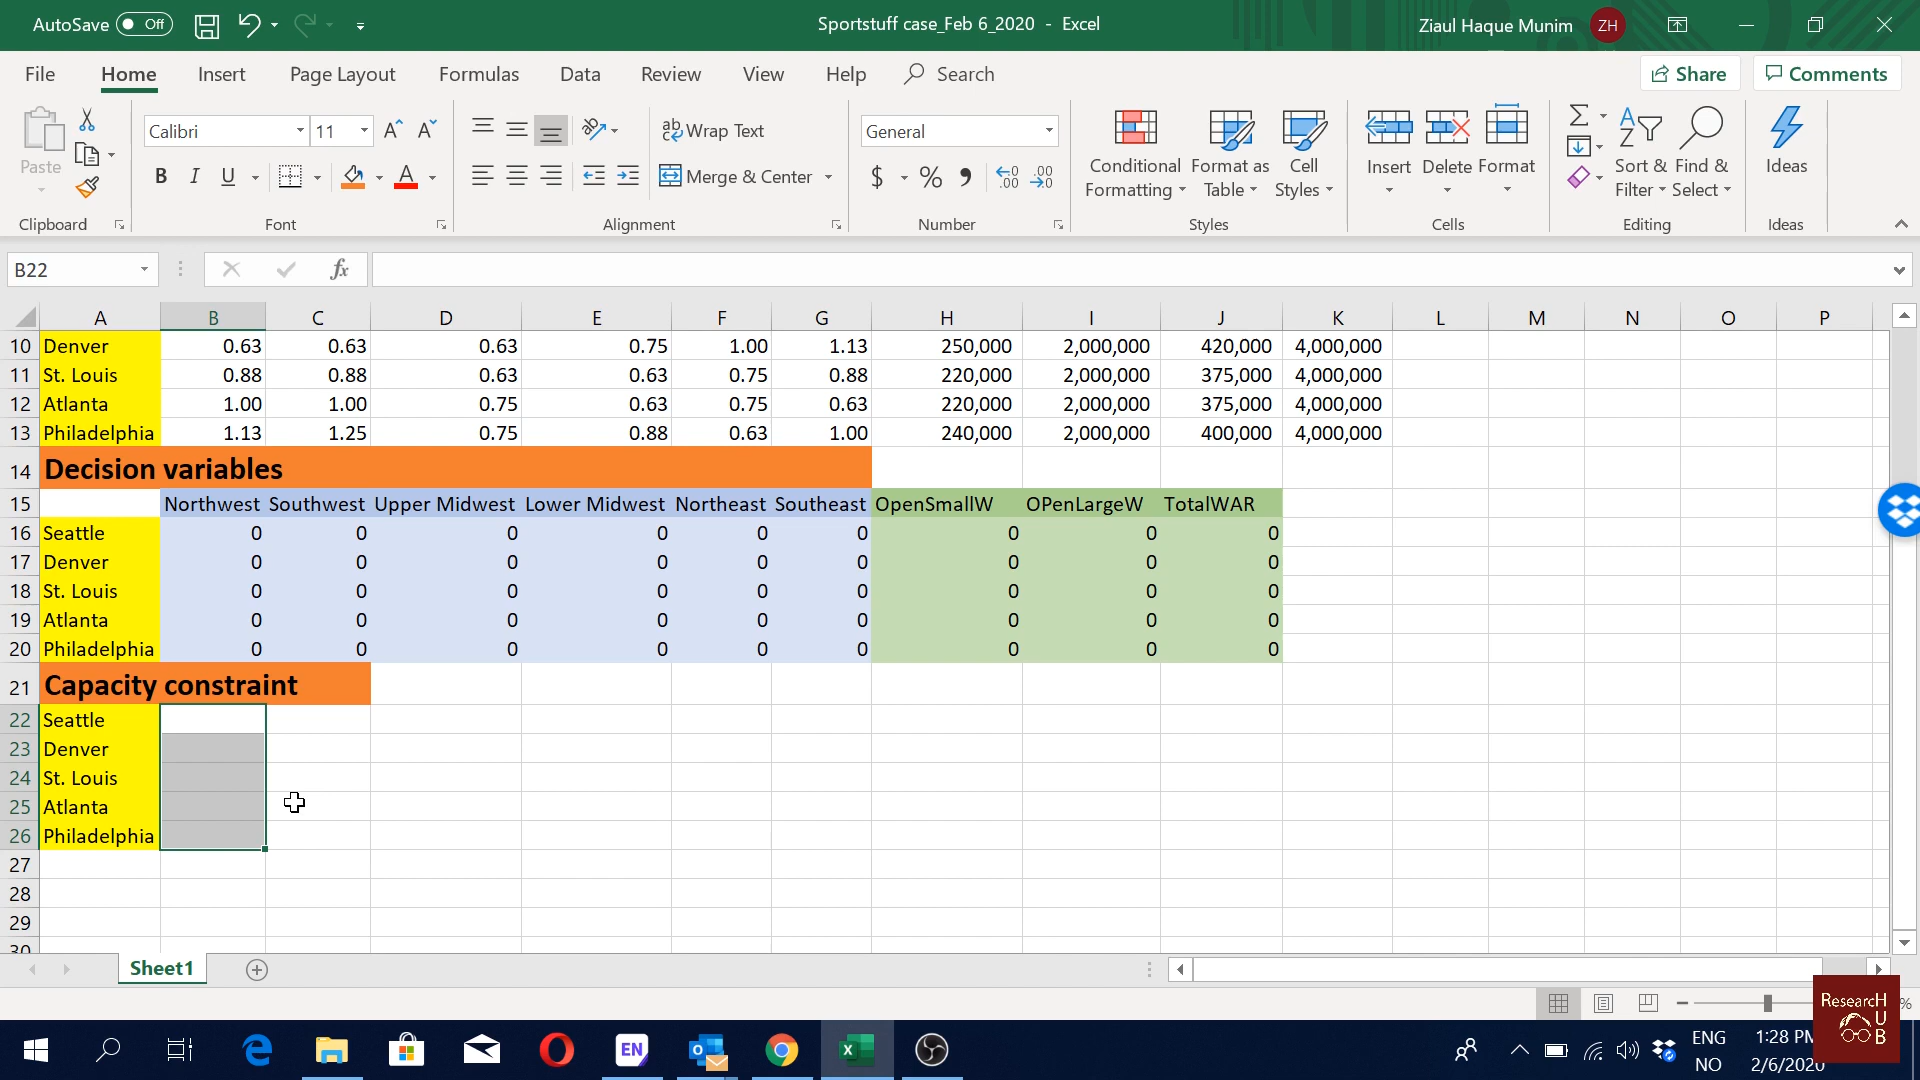 AutoSave Off
Sportstuff case_Feb 6_2020 - Excel
Ziaul Haque Munim ZH
File Home Insert Page Layout Formulas Data Review View Help Search Share Comments
Paste
Clipboard
Calibri 11
B I U
Font
Wrap Text
Merge & Center
Alignment
General
$ % ,
Number
Conditional Formatting
Format as Table
Cell Styles
Styles
Insert Delete Format
Cells
Sort & Filter
Find & Select
Editing
Ideas
Ideas
B22 fx
A B C D E F G H I J K L M N O P
10 Denver 0.63 0.63 0.63 0.75 1.00 1.13 250,000 2,000,000 420,000 4,000,000
11 St. Louis 0.88 0.88 0.63 0.63 0.75 0.88 220,000 2,000,000 375,000 4,000,000
12 Atlanta 1.00 1.00 0.75 0.63 0.75 0.63 220,000 2,000,000 375,000 4,000,000
13 Philadelphia 1.13 1.25 0.75 0.88 0.63 1.00 240,000 2,000,000 400,000 4,000,000
14 Decision variables
15 Northwest Southwest Upper Midwest Lower Midwest Northeast Southeast OpenSmallW OPenLargeW TotalWAR
16 Seattle 0 0 0 0 0 0 0 0 0
17 Denver 0 0 0 0 0 0 0 0 0
18 St. Louis 0 0 0 0 0 0 0 0 0
19 Atlanta 0 0 0 0 0 0 0 0 0
20 Philadelphia 0 0 0 0 0 0 0 0 0
21 Capacity constraint
22 Seattle
23 Denver
24 St. Louis
25 Atlanta
26 Philadelphia
27
28
29
30
Sheet1
%
ResearcH
U
B
EN
ENG
NO
1:28 PM
2/6/2020